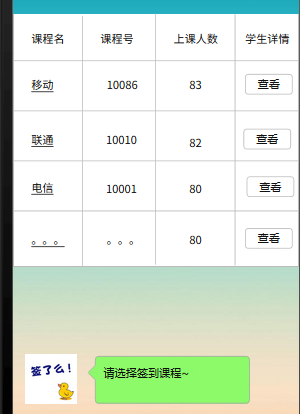 课程名 课程号 上课人数 学生详情
移动 10086 83 查看
联通 10010 82 查看
电信 10001 80 查看
。。。 。。。 80 查看
签了么！
请选择签到课程~